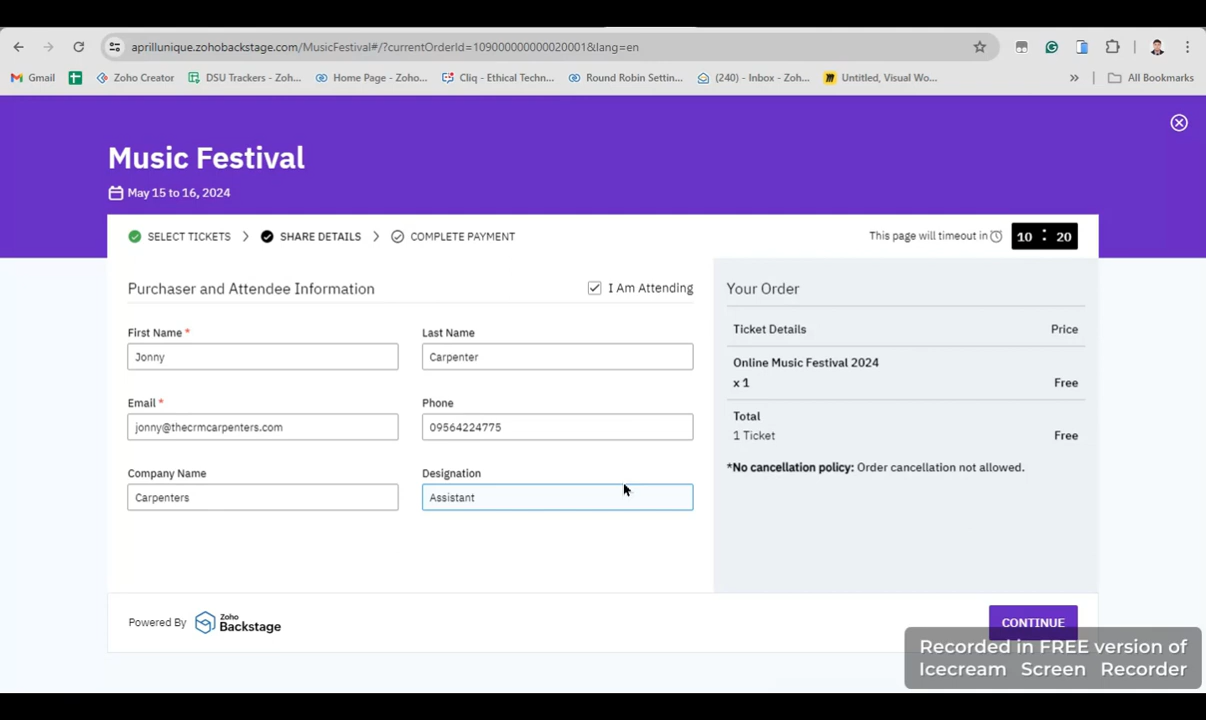 aprillunique.zohobackstage.com/MusicFestival#/?currentOrderId=109000000000020001&lang=en
Gmail Zoho Creator DSU Trackers - Zoh... Home Page - Zoho... Cliq - Ethical Techn... Round Robin Settin... (240) - Inbox - Zoh... Untitled, Visual Wo... » All Bookmarks
Music Festival
May 15 to 16, 2024
SELECT TICKETS > SHARE DETAILS > COMPLETE PAYMENT This page will timeout in 10 : 20
Purchaser and Attendee Information I Am Attending
First Name * Last Name
Jonny Carpenter
Email * Phone
jonny@thecrmcarpenters.com 09564224775
Company Name Designation
Carpenters Assistant
Your Order
Ticket Details Price
Online Music Festival 2024
x 1 Free
Total
1 Ticket Free
*No cancellation policy: Order cancellation not allowed.
Powered By Zoho Backstage
CONTINUE
Recorded in FREE version of
Icecream Screen Recorder